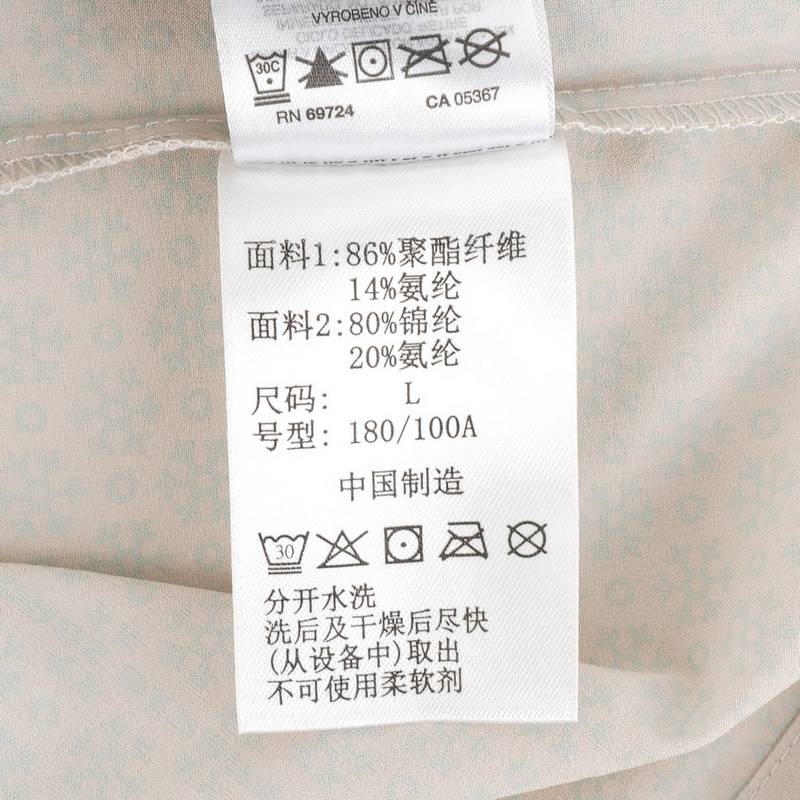 VYROBENO V ČÍNĚ
30C
RN 69724
CA 05367
面料1:86%聚酯纤维
14%氨纶
面料2:80%锦纶
20%氨纶
尺码: L
号型: 180/100A
中国制造
30
分开水洗
洗后及干燥后尽快
(从设备中)取出
不可使用柔软剂